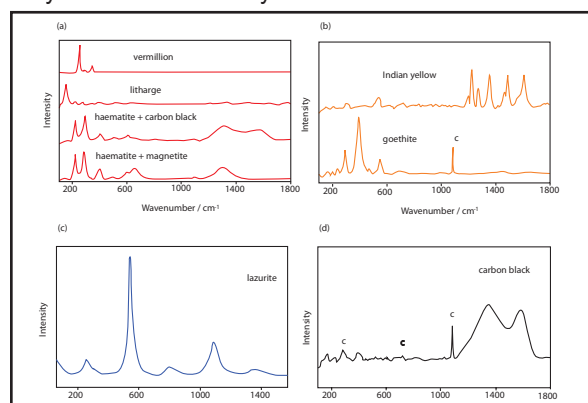 (a)
vermillion
litharge
haematite + carbon black
haematite + magnetite
Intensity
200 600 1000 1400 1800
Wavenumber / cm⁻¹
(b)
Indian yellow
goethite
c
Intensity
200 600 1000 1400 1800
Wavenumber / cm⁻¹
(c)
lazurite
Intensity
200 600 1000 1400
(d)
carbon black
c
c
c
Intensity
200 600 1000 1400 1800